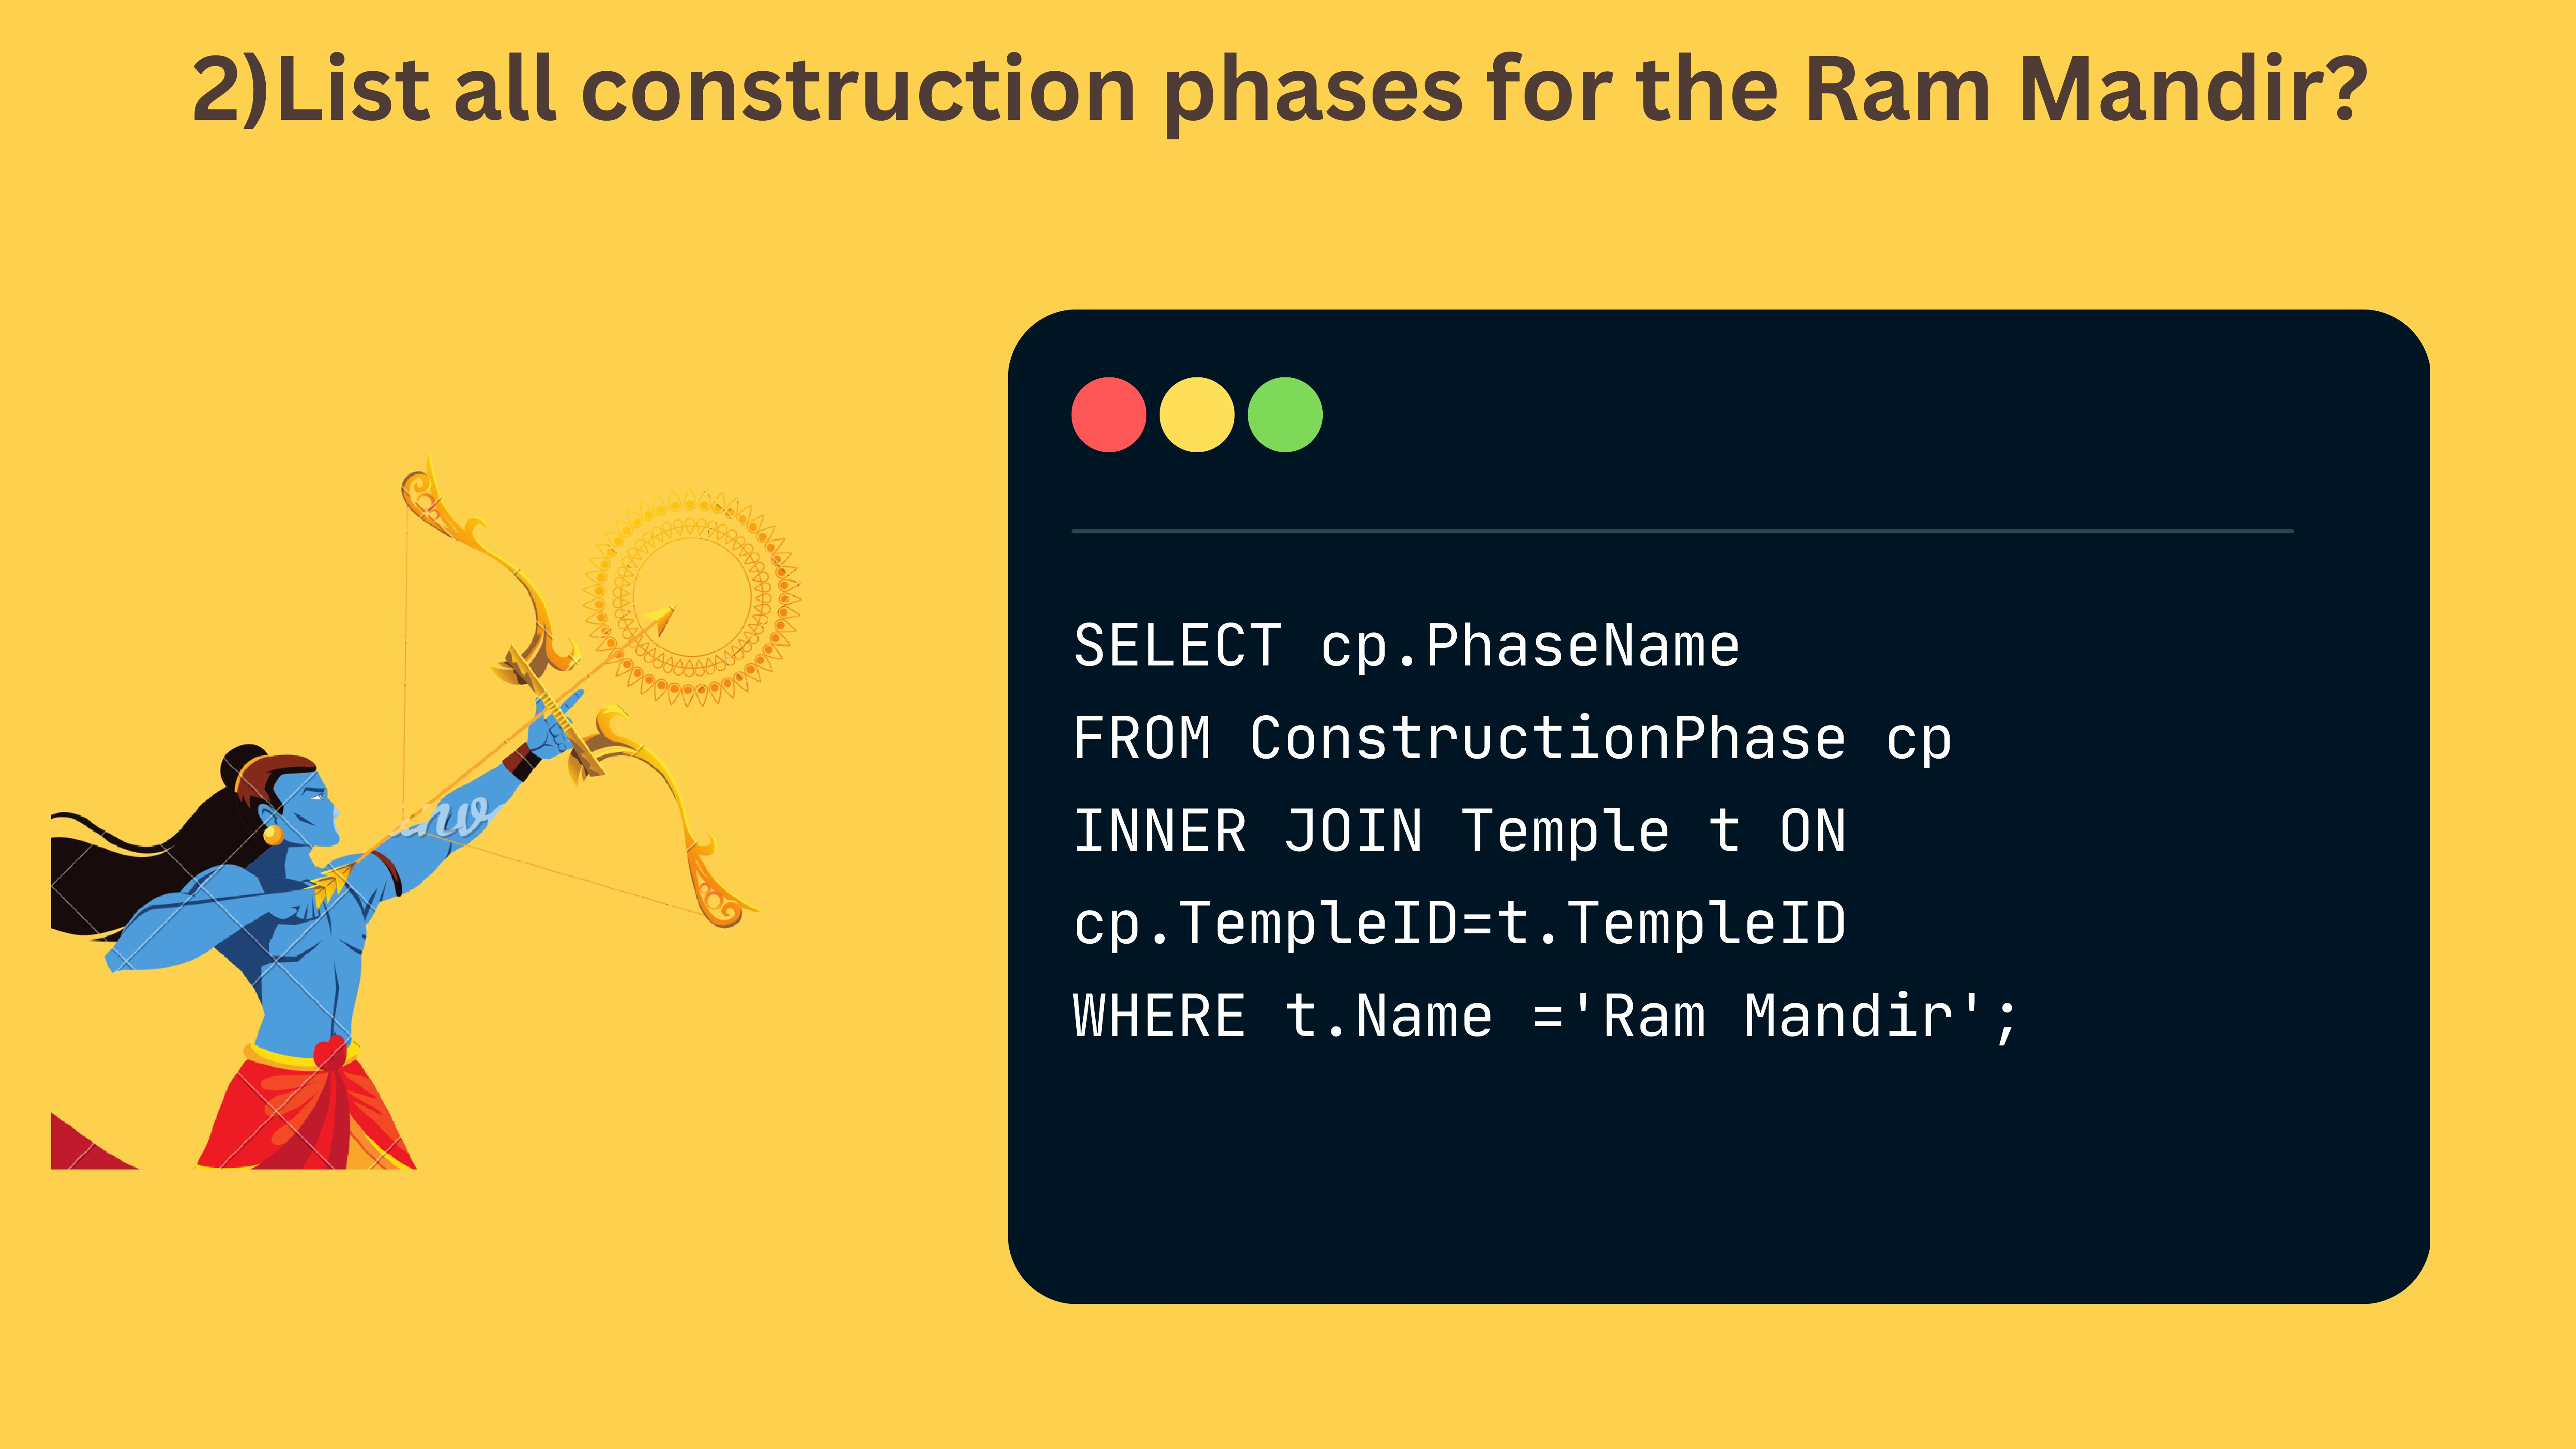 2)List all construction phases for the Ram Mandir?
SELECT cp.PhaseName
FROM ConstructionPhase cp
INNER JOIN Temple t ON
cp.TempleID=t.TempleID
WHERE t.Name ='Ram Mandir';